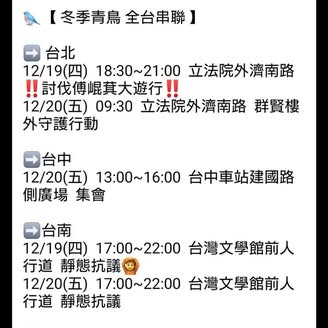 🐦【 冬季青鳥 全台串聯 】
➡️台北
12/19(四) 18:30~21:00 立法院外濟南路
‼️討伐傅崐萁大遊行‼️
12/20(五) 09:30 立法院外濟南路 群賢樓
外守護行動
➡️台中
12/20(五) 13:00~16:00 台中車站建國路
側廣場 集會
➡️台南
12/19(四) 17:00~22:00 台灣文學館前人
行道 靜態抗議🙆
12/20(五) 17:00~22:00 台灣文學館前人
行道 靜態抗議